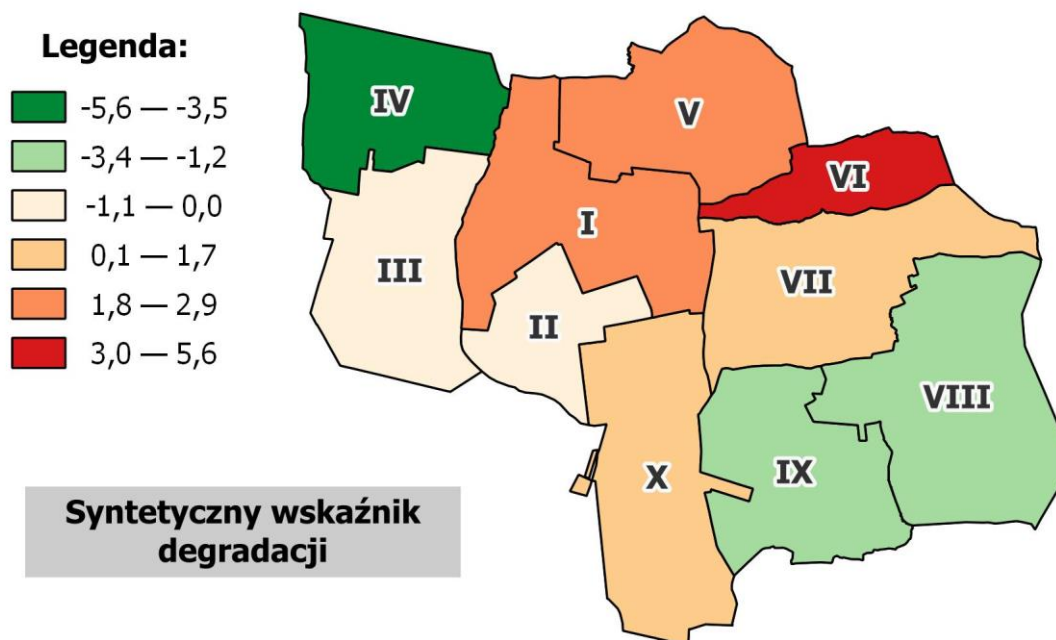 Legenda:
-5,6 — -3,5
-3,4 — -1,2
-1,1 — 0,0
0,1 — 1,7
1,8 — 2,9
3,0 — 5,6
IV
V
VI
I
III
VII
II
VIII
IX
X
Syntetyczny wskaźnik
degradacji